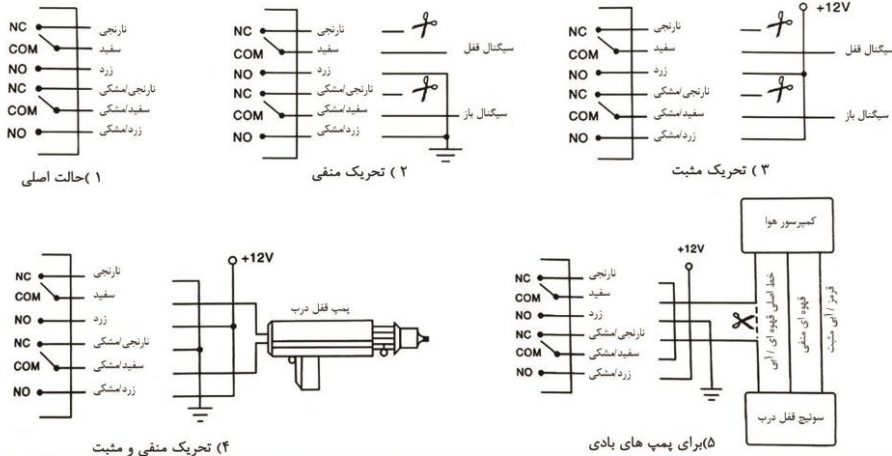 NC نارنجی
COM سفید
NO زرد
NC نارنجی/مشکی
COM سفید/مشکی
NO زرد/مشکی
۱ )حالت اصلی
NC نارنجی
COM سفید سیگنال قفل
NO زرد
NC نارنجی/مشکی
COM سفید/مشکی سیگنال باز
NO زرد/مشکی
۲ ) تحریک منفی
+12V
NC نارنجی
COM سفید سیگنال قفل
NO زرد
NC نارنجی/مشکی
COM سفید/مشکی سیگنال باز
NO زرد/مشکی
۳ ) تحریک مثبت
+12V
NC نارنجی
COM سفید
NO زرد
NC نارنجی/مشکی
COM سفید/مشکی
NO زرد/مشکی
پمپ قفل درب
۴) تحریک منفی و مثبت
+12V
NC نارنجی
COM سفید
NO زرد
NC نارنجی/مشکی
COM سفید/مشکی
NO زرد/مشکی
کمپرسور هوا
خط اصلی قهوه ای / آبی
قهوه ای منفی
قرمز / آبی مثبت
سوئیچ قفل درب
۵)برای پمپ های بادی